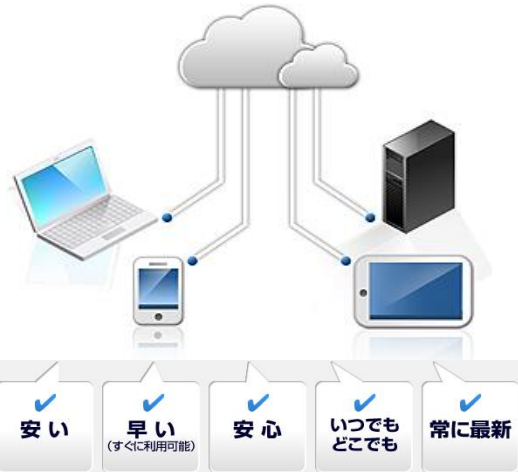 安い
早い
(すぐに利用可能)
安心
いつでも
どこでも
常に最新